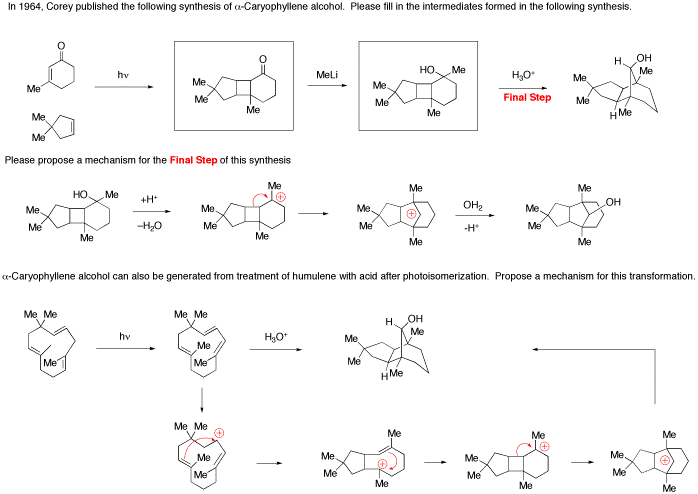 In 1964, Corey published the following synthesis of α-Caryophyllene alcohol. Please fill in the intermediates formed in the following synthesis.
O
Me
Me
Me
hν
O
Me
Me
Me
MeLi
HO Me
Me
Me
Me
H₃O⁺
Final Step
H OH
Me
Me
Me
H Me
Please propose a mechanism for the Final Step of this synthesis
HO Me
Me
Me
Me
+H⁺
–H₂O
Me
+
Me
Me
Me
Me
Me
Me
+
Me
OH₂
-H⁺
Me
OH
Me
Me
Me
α-Caryophyllene alcohol can also be generated from treatment of humulene with acid after photoisomerization. Propose a mechanism for this transformation.
Me Me
Me
hν
Me Me
Me
Me
H₃O⁺
H OH
Me
Me
Me
H Me
Me Me
+
Me
Me
Me
Me
Me
+
Me
Me
+
Me
Me
Me
Me
Me
Me
+
Me